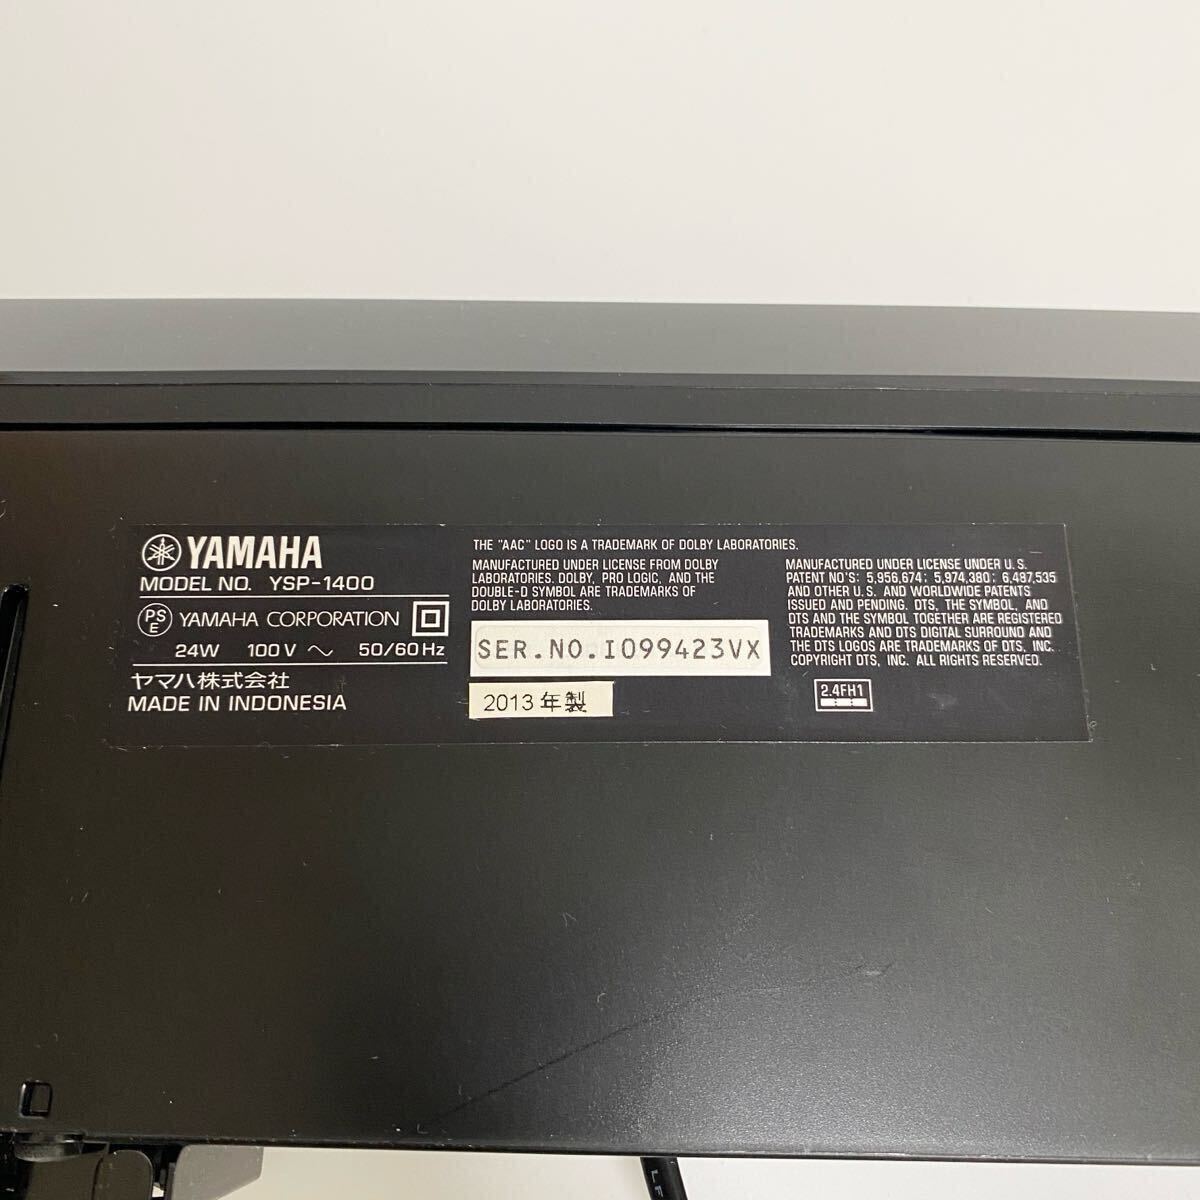 YAMAHA
MODEL NO. YSP-1400
PS E YAMAHA CORPORATION
24W 100V ～ 50/60Hz
ヤマハ株式会社
MADE IN INDONESIA
THE "AAC" LOGO IS A TRADEMARK OF DOLBY LABORATORIES.
MANUFACTURED UNDER LICENSE FROM DOLBY
LABORATORIES. DOLBY, PRO LOGIC, AND THE
DOUBLE-D SYMBOL ARE TRADEMARKS OF
DOLBY LABORATORIES.
SER.NO.I099423VX
2013年製
MANUFACTURED UNDER LICENSE UNDER U.S.
PATENT NO'S: 5,956,674; 5,974,380; 6,487,535
AND OTHER U.S. AND WORLDWIDE PATENTS
ISSUED AND PENDING. DTS, THE SYMBOL, AND
DTS AND THE SYMBOL TOGETHER ARE REGISTERED
TRADEMARKS AND DTS DIGITAL SURROUND AND
THE DTS LOGOS ARE TRADEMARKS OF DTS, INC.
COPYRIGHT DTS, INC. ALL RIGHTS RESERVED.
2.4FH1
LF